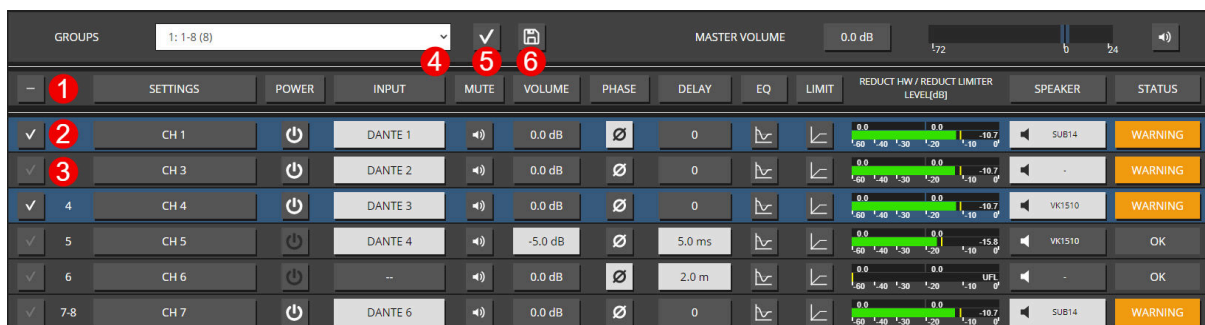 GROUPS 1: 1-8 (8) MASTER VOLUME 0.0 dB -72 0 24
4 5 6
1 SETTINGS POWER INPUT MUTE VOLUME PHASE DELAY EQ LIMIT REDUCT HW / REDUCT LIMITER LEVEL[dB] SPEAKER STATUS
2 CH 1 DANTE 1 0.0 dB Ø 0 0.0 0.0 -10.7 -60 -40 -30 -20 -10 0 SUB14 WARNING
3 CH 3 DANTE 2 0.0 dB Ø 0 0.0 0.0 -10.7 -60 -40 -30 -20 -10 0 - WARNING
4 CH 4 DANTE 3 0.0 dB Ø 0 0.0 0.0 -10.7 -60 -40 -30 -20 -10 0 VK1510 WARNING
5 CH 5 DANTE 4 -5.0 dB Ø 5.0 ms 0.0 0.0 -15.8 -60 -40 -30 -20 -10 0 VK1510 OK
6 CH 6 -- 0.0 dB Ø 2.0 m 0.0 0.0 UFL -60 -40 -30 -20 -10 0 - OK
7-8 CH 7 DANTE 6 0.0 dB Ø 0 0.0 0.0 -10.7 -60 -40 -30 -20 -10 0 SUB14 WARNING